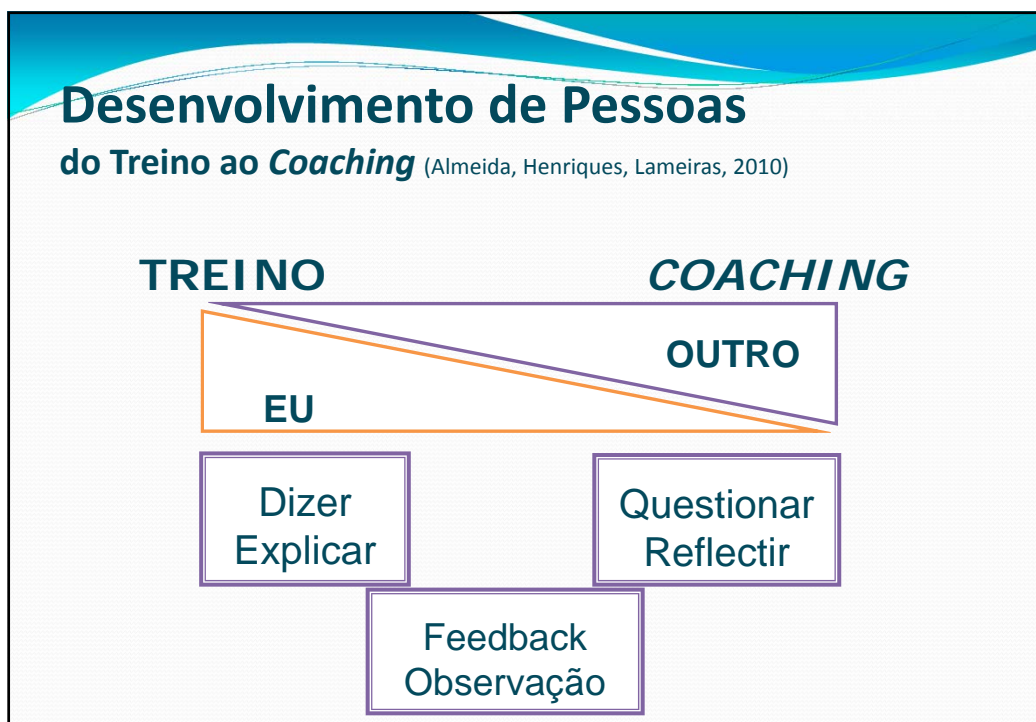 Desenvolvimento de Pessoas
do Treino ao Coaching (Almeida, Henriques, Lameiras, 2010)
TREINO
COACHING
OUTRO
EU
Dizer
Explicar
Questionar
Reflectir
Feedback
Observação